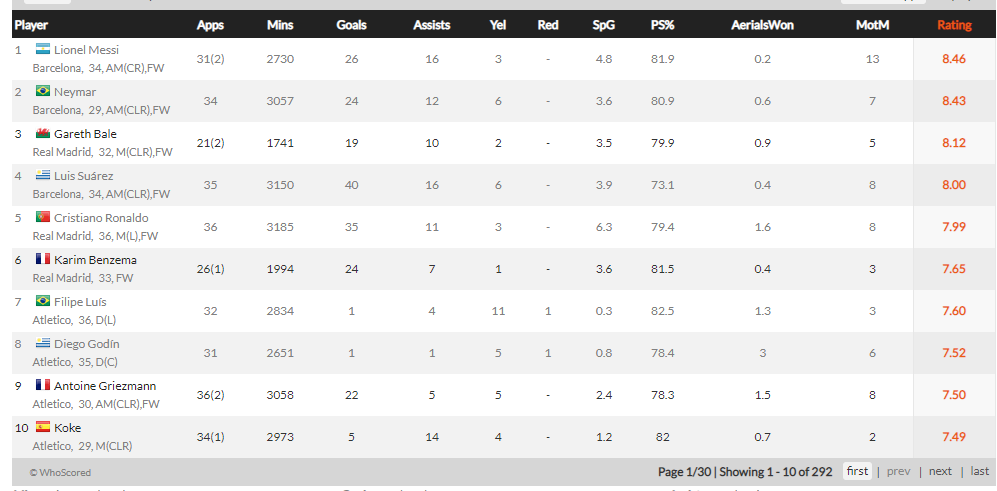 Player Apps Mins Goals Assists Yel Red SpG PS% AerialsWon MotM Rating
1 Lionel Messi
Barcelona, 34, AM(CR),FW 31(2) 2730 26 16 3 - 4.8 81.9 0.2 13 8.46
2 Neymar
Barcelona, 29, AM(CLR),FW 34 3057 24 12 6 - 3.6 80.9 0.6 7 8.43
3 Gareth Bale
Real Madrid, 32, M(CLR),FW 21(2) 1741 19 10 2 - 3.5 79.9 0.9 5 8.12
4 Luis Suárez
Barcelona, 34, AM(CLR),FW 35 3150 40 16 6 - 3.9 73.1 0.4 8 8.00
5 Cristiano Ronaldo
Real Madrid, 36, M(L),FW 36 3185 35 11 3 - 6.3 79.4 1.6 8 7.99
6 Karim Benzema
Real Madrid, 33, FW 26(1) 1994 24 7 1 - 3.6 81.5 0.4 3 7.65
7 Filipe Luís
Atletico, 36, D(L) 32 2834 1 4 11 1 0.3 82.5 1.3 3 7.60
8 Diego Godín
Atletico, 35, D(C) 31 2651 1 1 5 1 0.8 78.4 3 6 7.52
9 Antoine Griezmann
Atletico, 30, AM(CLR),FW 36(2) 3058 22 5 5 - 2.4 78.3 1.5 8 7.50
10 Koke
Atletico, 29, M(CLR) 34(1) 2973 5 14 4 - 1.2 82 0.7 2 7.49
© WhoScored Page 1/30 | Showing 1 - 10 of 292 first | prev | next | last